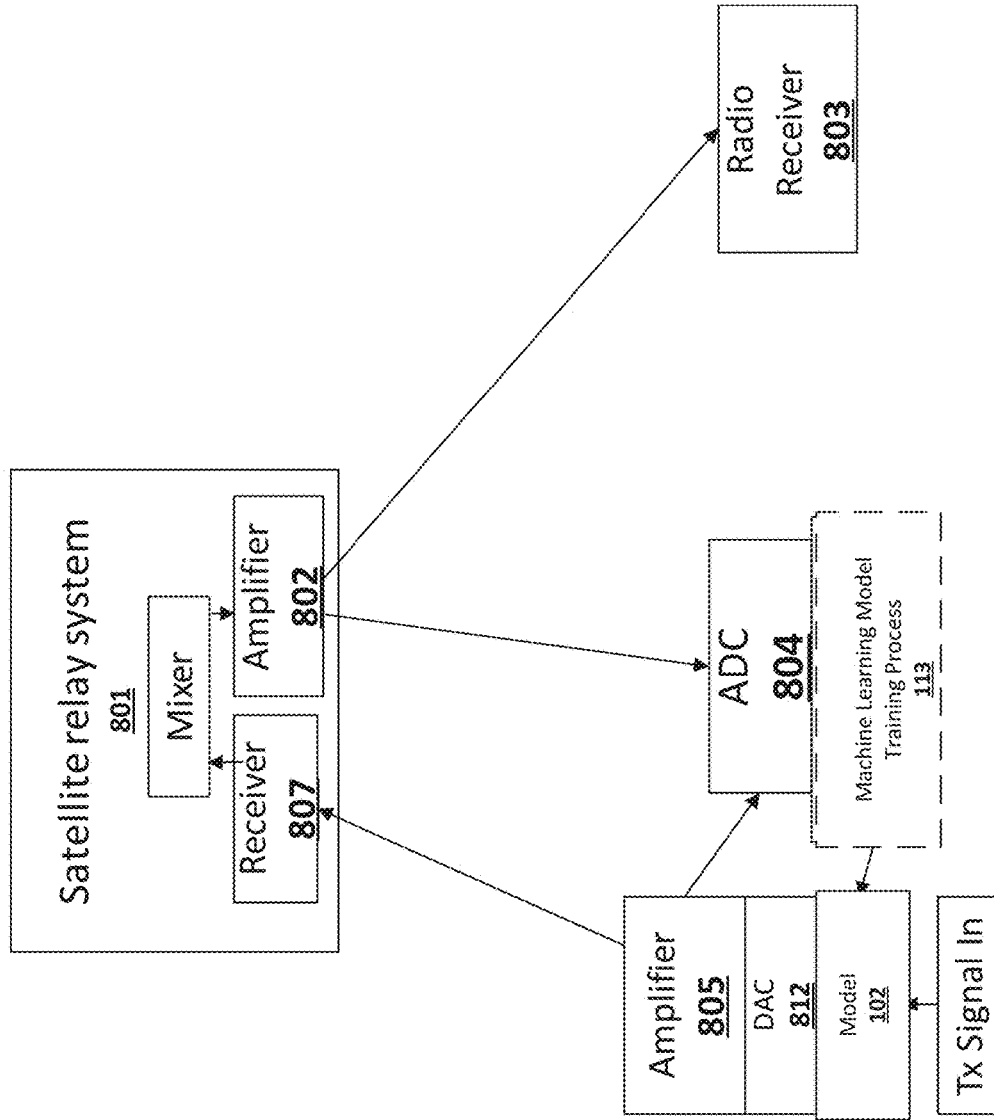 Satellite relay system
801
Mixer
Receiver
807
Amplifier
802
Radio
Receiver
803
ADC
804
Machine Learning Model
Training Process
113
Amplifier
805
DAC
812
Model
102
Tx Signal In